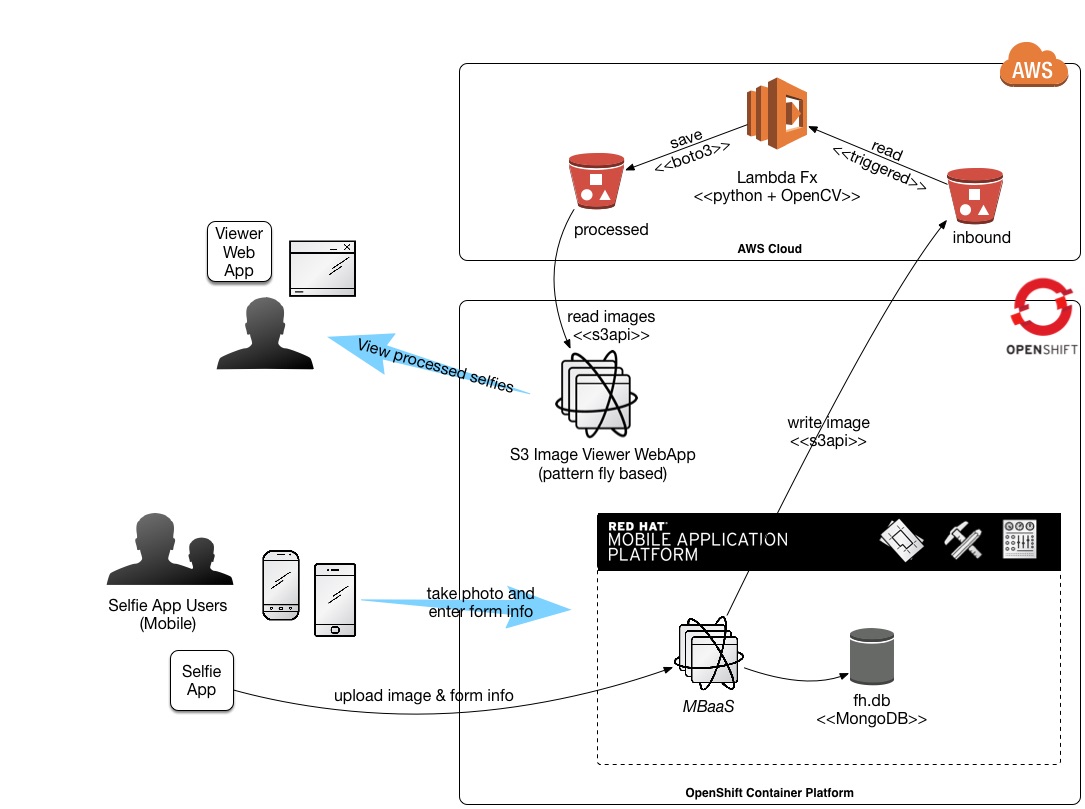 AWS
save
<<boto3>>
read
<<triggered>>
Lambda Fx
<<python + OpenCV>>
processed
inbound
AWS Cloud
Viewer
Web
App
OPENSHIFT
read images
<<s3api>>
View processed selfies
write image
<<s3api>>
S3 Image Viewer WebApp
(pattern fly based)
RED HAT®
MOBILE APPLICATION
PLATFORM
take photo and
enter form info
Selfie App Users
(Mobile)
Selfie
App
upload image & form info
MBaaS
fh.db
<<MongoDB>>
OpenShift Container Platform